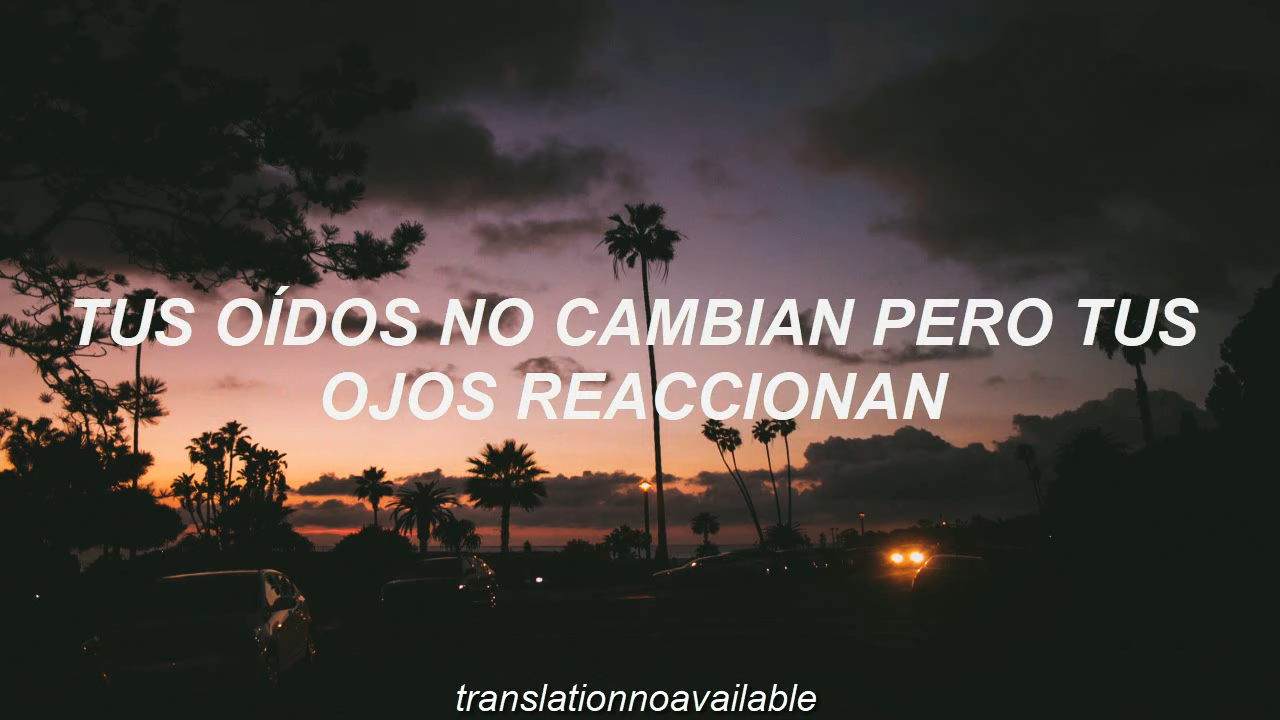 TUS OÍDOS NO CAMBIAN PERO TUS
OJOS REACCIONAN
translationnoavailable